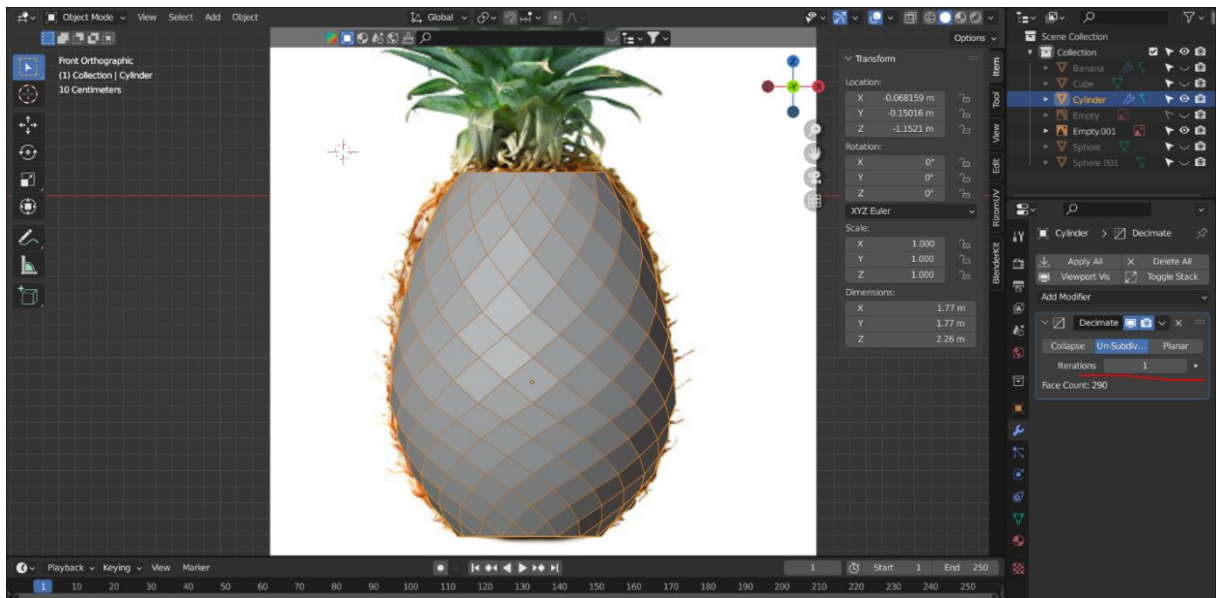 Object Mode View Select Add Object Global
Options
Front Orthographic
(1) Collection | Cylinder
10 Centimeters
Z
Y
X
Transform
Location:
X -0.068159 m
Y -0.15016 m
Z -1.1521 m
Rotation:
X 0°
Y 0°
Z 0°
XYZ Euler
Scale:
X 1.000
Y 1.000
Z 1.000
Dimensions:
X 1.77 m
Y 1.77 m
Z 2.26 m
Item
Tool
View
Edit
RizomUV
BlenderKit
Scene Collection
Collection
Banana
Cube
Cylinder
Empty
Empty.001
Sphere
Sphere.001
Cylinder > Decimate
Apply All Delete All
Viewport Vis Toggle Stack
Add Modifier
Decimate
Collapse Un-Subdiv... Planar
Iterations 1
Face Count: 290
Playback Keying View Marker 1 Start 1 End 250
1 10 20 30 40 50 60 70 80 90 100 110 120 130 140 150 160 170 180 190 200 210 220 230 240 250